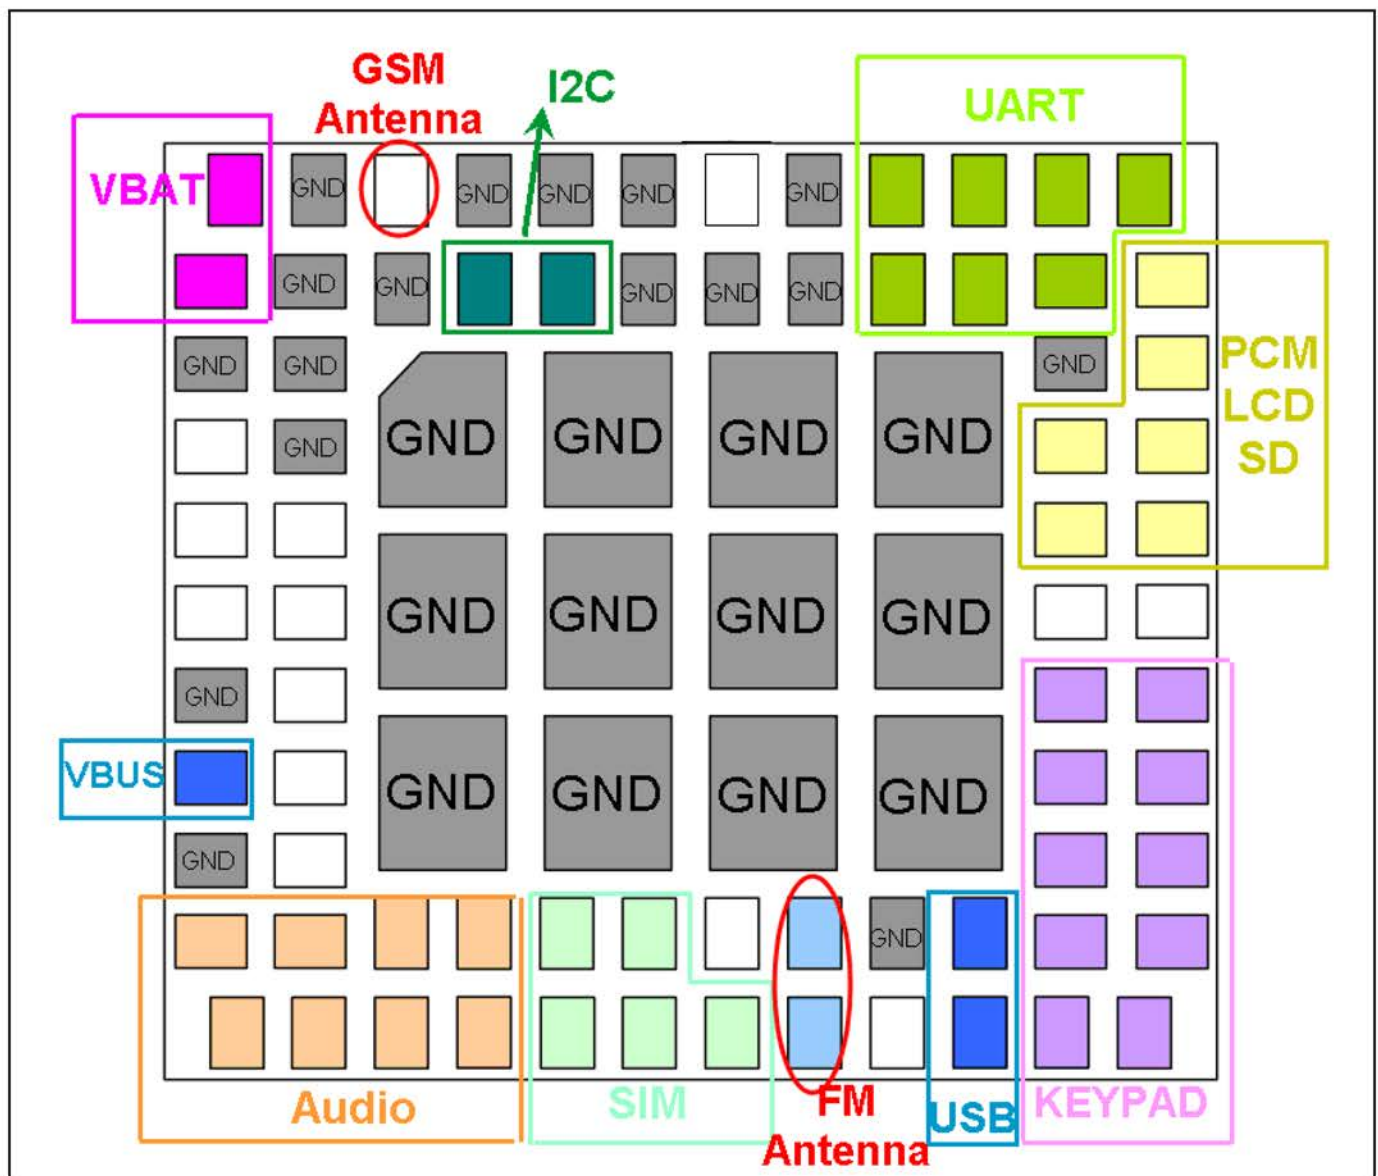 GSM
Antenna
I2C
UART
VBAT
GND GND GND GND GND
GND GND GND GND GND
GND GND GND
PCM
LCD
SD
GND
GND GND GND GND
GND GND GND GND
GND
VBUS
GND GND GND GND
GND
GND
Audio
SIM
FM
Antenna
USB
KEYPAD